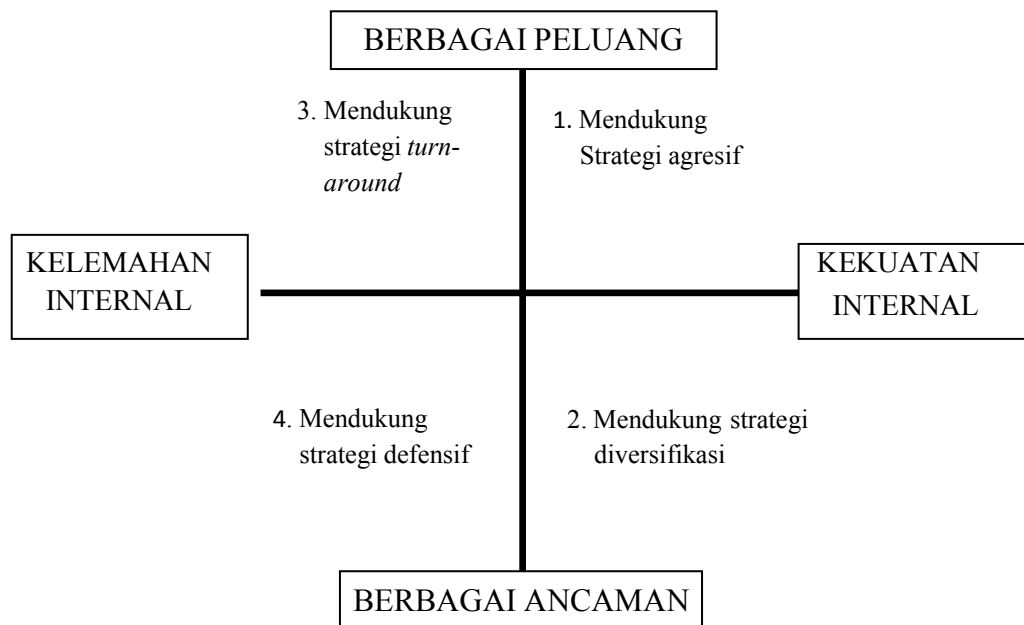 BERBAGAI PELUANG
3. Mendukung
strategi turn-
around
1. Mendukung
Strategi agresif
KELEMAHAN
INTERNAL
KEKUATAN
INTERNAL
4. Mendukung
strategi defensif
2. Mendukung strategi
diversifikasi
BERBAGAI ANCAMAN